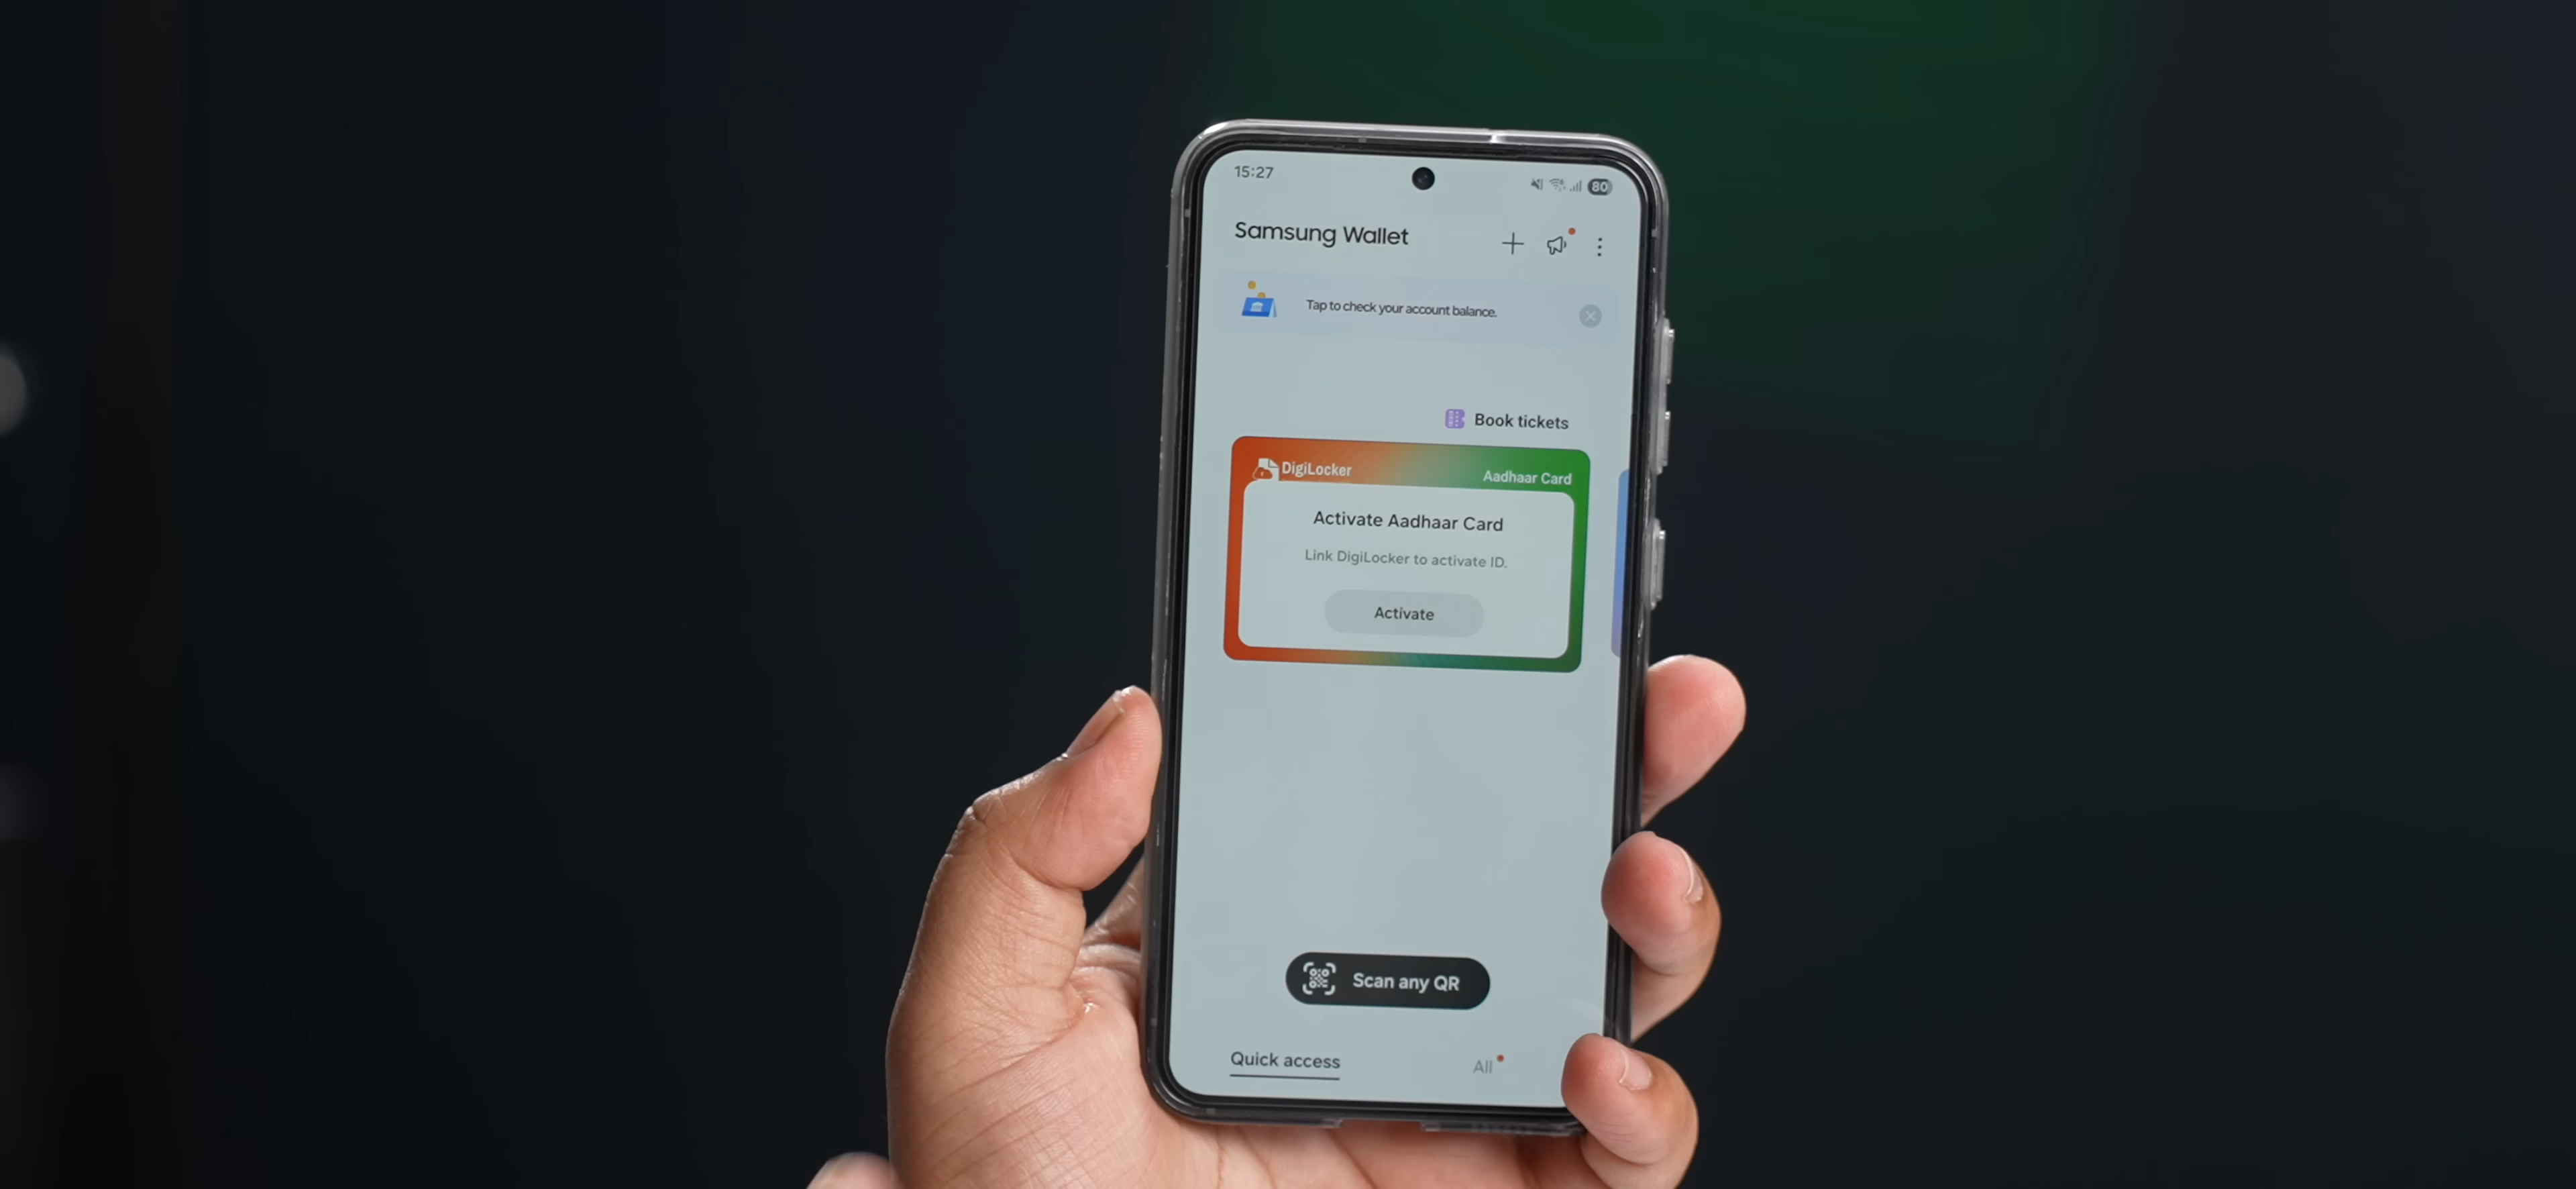 15:27
80
Samsung Wallet
Tap to check your account balance.
Book tickets
DigiLocker
Aadhaar Card
Activate Aadhaar Card
Link DigiLocker to activate ID.
Activate
Scan any QR
Quick access
All